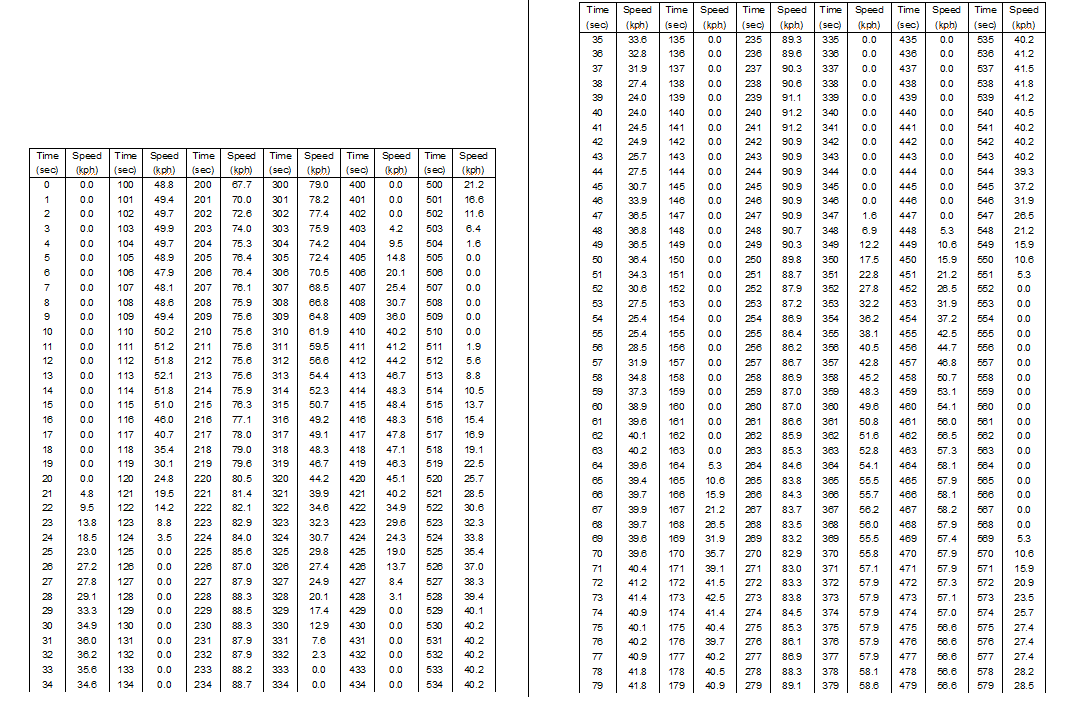 Time Speed Time Speed Time Speed Time Speed Time Speed Time Speed
(sec) (kph) (sec) (kph) (sec) (kph) (sec) (kph) (sec) (kph) (sec) (kph)
0 0.0 100 48.8 200 67.7 300 79.0 400 0.0 500 21.2
1 0.0 101 49.4 201 70.0 301 78.2 401 0.0 501 16.6
2 0.0 102 49.7 202 72.6 302 77.4 402 0.0 502 11.6
3 0.0 103 49.9 203 74.0 303 75.9 403 4.2 503 6.4
4 0.0 104 49.7 204 75.3 304 74.2 404 9.5 504 1.6
5 0.0 105 48.9 205 76.4 305 72.4 405 14.8 505 0.0
6 0.0 106 47.9 206 76.4 306 70.5 406 20.1 506 0.0
7 0.0 107 48.1 207 76.1 307 68.5 407 25.4 507 0.0
8 0.0 108 48.6 208 75.9 308 66.8 408 30.7 508 0.0
9 0.0 109 49.4 209 75.6 309 64.8 409 36.0 509 0.0
10 0.0 110 50.2 210 75.6 310 61.9 410 40.2 510 0.0
11 0.0 111 51.2 211 75.6 311 59.5 411 41.2 511 1.9
12 0.0 112 51.8 212 75.6 312 56.6 412 44.2 512 5.6
13 0.0 113 52.1 213 75.6 313 54.4 413 46.7 513 8.8
14 0.0 114 51.8 214 75.9 314 52.3 414 48.3 514 10.5
15 0.0 115 51.0 215 76.3 315 50.7 415 48.4 515 13.7
16 0.0 116 46.0 216 77.1 316 49.2 416 48.3 516 15.4
17 0.0 117 40.7 217 78.0 317 49.1 417 47.8 517 16.9
18 0.0 118 35.4 218 79.0 318 48.3 418 47.1 518 19.1
19 0.0 119 30.1 219 79.6 319 46.7 419 46.3 519 22.5
20 0.0 120 24.8 220 80.5 320 44.2 420 45.1 520 25.7
21 4.8 121 19.5 221 81.4 321 39.9 421 40.2 521 28.5
22 9.5 122 14.2 222 82.1 322 34.6 422 34.9 522 30.6
23 13.8 123 8.8 223 82.9 323 32.3 423 29.6 523 32.3
24 18.5 124 3.5 224 84.0 324 30.7 424 24.3 524 33.8
25 23.0 125 0.0 225 85.6 325 29.8 425 19.0 525 35.4
26 27.2 126 0.0 226 87.0 326 27.4 426 13.7 526 37.0
27 27.8 127 0.0 227 87.9 327 24.9 427 8.4 527 38.3
28 29.1 128 0.0 228 88.3 328 20.1 428 3.1 528 39.4
29 33.3 129 0.0 229 88.5 329 17.4 429 0.0 529 40.1
30 34.9 130 0.0 230 88.3 330 12.9 430 0.0 530 40.2
31 36.0 131 0.0 231 87.9 331 7.6 431 0.0 531 40.2
32 36.2 132 0.0 232 87.9 332 2.3 432 0.0 532 40.2
33 35.6 133 0.0 233 88.2 333 0.0 433 0.0 533 40.2
34 34.6 134 0.0 234 88.7 334 0.0 434 0.0 534 40.2
Time Speed Time Speed Time Speed Time Speed Time Speed Time Speed
(sec) (kph) (sec) (kph) (sec) (kph) (sec) (kph) (sec) (kph) (sec) (kph)
35 33.6 135 0.0 235 89.3 335 0.0 435 0.0 535 40.2
36 32.8 136 0.0 236 89.6 336 0.0 436 0.0 536 41.2
37 31.9 137 0.0 237 90.3 337 0.0 437 0.0 537 41.5
38 27.4 138 0.0 238 90.6 338 0.0 438 0.0 538 41.8
39 24.0 139 0.0 239 91.1 339 0.0 439 0.0 539 41.2
40 24.0 140 0.0 240 91.2 340 0.0 440 0.0 540 40.5
41 24.5 141 0.0 241 91.2 341 0.0 441 0.0 541 40.2
42 24.9 142 0.0 242 90.9 342 0.0 442 0.0 542 40.2
43 25.7 143 0.0 243 90.9 343 0.0 443 0.0 543 40.2
44 27.5 144 0.0 244 90.9 344 0.0 444 0.0 544 39.3
45 30.7 145 0.0 245 90.9 345 0.0 445 0.0 545 37.2
46 33.9 146 0.0 246 90.9 346 0.0 446 0.0 546 31.9
47 36.5 147 0.0 247 90.9 347 1.6 447 0.0 547 26.5
48 36.8 148 0.0 248 90.7 348 6.9 448 5.3 548 21.2
49 36.5 149 0.0 249 90.3 349 12.2 449 10.6 549 15.9
50 36.4 150 0.0 250 89.8 350 17.5 450 15.9 550 10.6
51 34.3 151 0.0 251 88.7 351 22.8 451 21.2 551 5.3
52 30.6 152 0.0 252 87.9 352 27.8 452 26.5 552 0.0
53 27.5 153 0.0 253 87.2 353 32.2 453 31.9 553 0.0
54 25.4 154 0.0 254 86.9 354 36.2 454 37.2 554 0.0
55 25.4 155 0.0 255 86.4 355 38.1 455 42.5 555 0.0
56 28.5 156 0.0 256 86.2 356 40.5 456 44.7 556 0.0
57 31.9 157 0.0 257 86.7 357 42.8 457 46.8 557 0.0
58 34.8 158 0.0 258 86.9 358 45.2 458 50.7 558 0.0
59 37.3 159 0.0 259 87.0 359 48.3 459 53.1 559 0.0
60 38.9 160 0.0 260 87.0 360 49.6 460 54.1 560 0.0
61 39.6 161 0.0 261 86.6 361 50.8 461 56.0 561 0.0
62 40.1 162 0.0 262 85.9 362 51.6 462 56.5 562 0.0
63 40.2 163 0.0 263 85.3 363 52.8 463 57.3 563 0.0
64 39.6 164 5.3 264 84.6 364 54.1 464 58.1 564 0.0
65 39.4 165 10.6 265 83.8 365 55.5 465 57.9 565 0.0
66 39.7 166 15.9 266 84.3 366 55.7 466 58.1 566 0.0
67 39.9 167 21.2 267 83.7 367 56.2 467 58.2 567 0.0
68 39.7 168 26.5 268 83.5 368 56.0 468 57.9 568 0.0
69 39.6 169 31.9 269 83.2 369 55.5 469 57.4 569 5.3
70 39.6 170 35.7 270 82.9 370 55.8 470 57.9 570 10.6
71 40.4 171 39.1 271 83.0 371 57.1 471 57.9 571 15.9
72 41.2 172 41.5 272 83.3 372 57.9 472 57.3 572 20.9
73 41.4 173 42.5 273 83.8 373 57.9 473 57.1 573 23.5
74 40.9 174 41.4 274 84.5 374 57.9 474 57.0 574 25.7
75 40.1 175 40.4 275 85.3 375 57.9 475 56.6 575 27.4
76 40.2 176 39.7 276 86.1 376 57.9 476 56.6 576 27.4
77 40.9 177 40.2 277 86.9 377 57.9 477 56.6 577 27.4
78 41.8 178 40.5 278 88.3 378 58.1 478 56.6 578 28.2
79 41.8 179 40.9 279 89.1 379 58.6 479 56.6 579 28.5